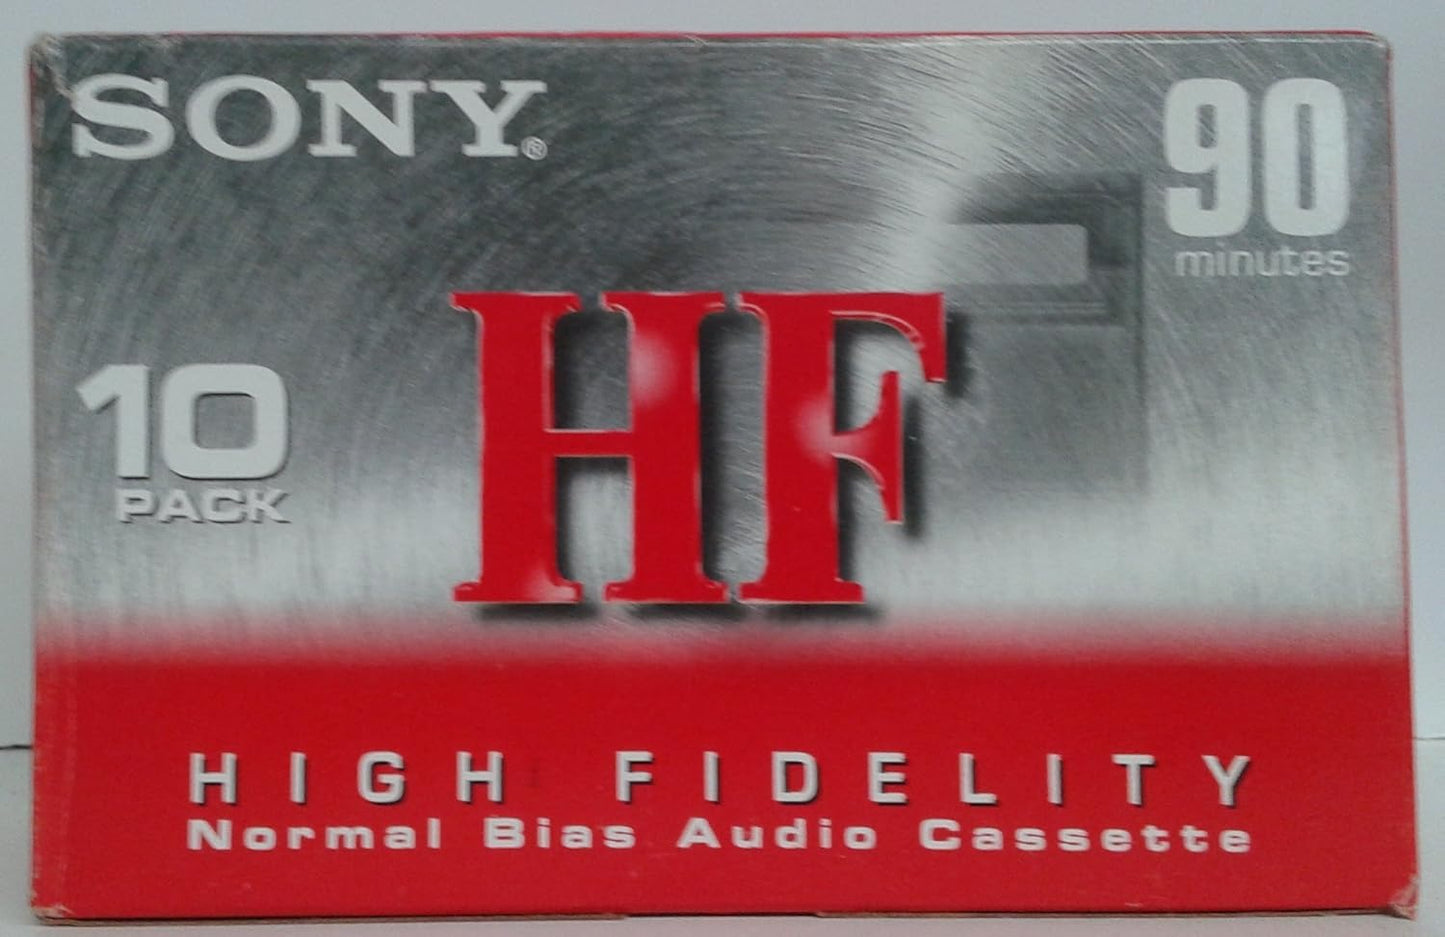 SONY®
90
minutes
10
PACK
HF
HIGH FIDELITY
Normal Bias Audio Cassette